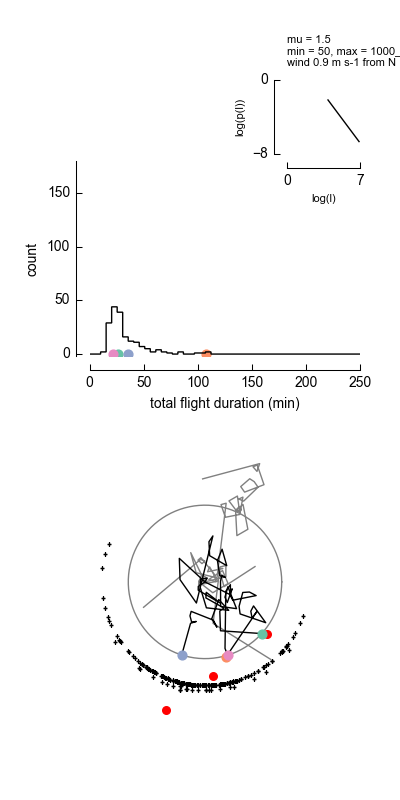 mu = 1.5
min = 50, max = 1000_
wind 0.9 m s-1 from N
0
log(p(l))
−8
0
7
log(l)
150
100
50
0
count
0
50
100
150
200
250
total flight duration (min)